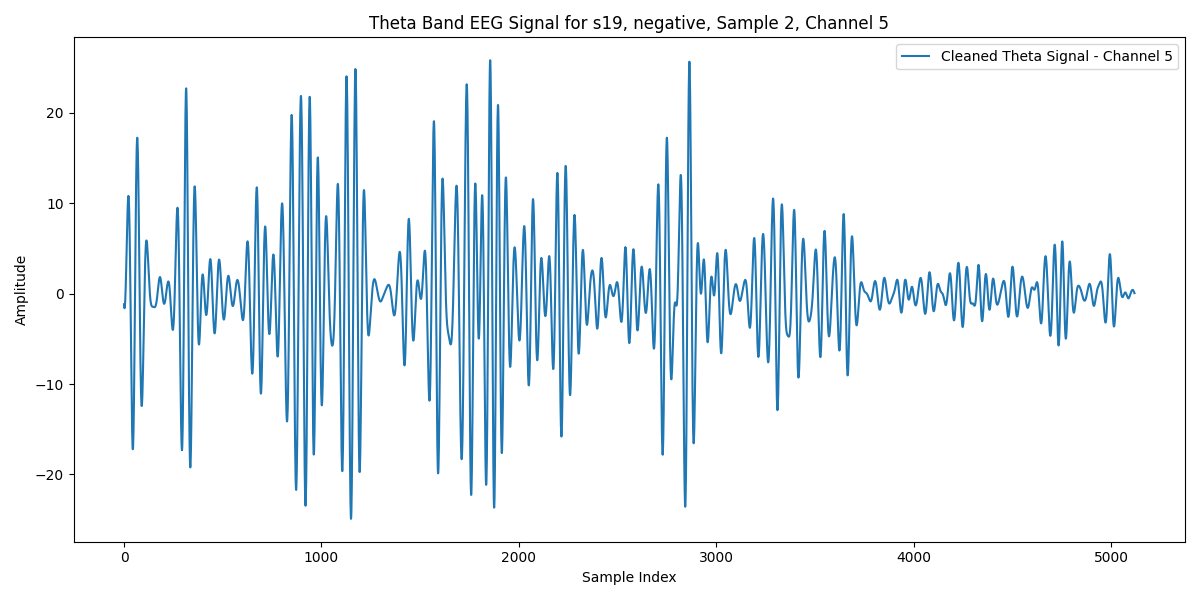 Theta Band EEG Signal for s19, negative, Sample 2, Channel 5
Cleaned Theta Signal - Channel 5
Amplitude
20
10
0
−10
−20
0
1000
2000
3000
4000
5000
Sample Index